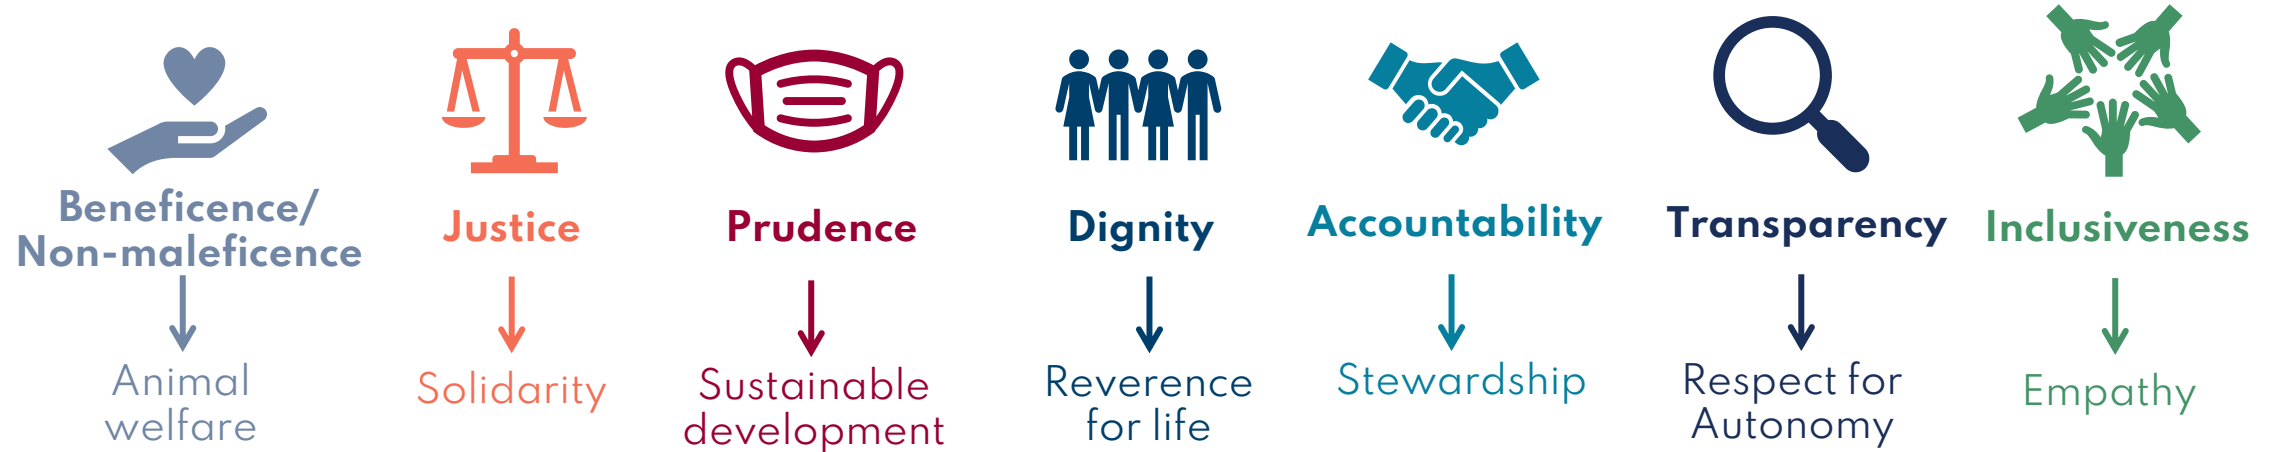 Beneficence/
Non-maleficence
Animal
welfare
Justice
Solidarity
Prudence
Sustainable
development
Dignity
Reverence
for life
Accountability
Stewardship
Transparency
Respect for
Autonomy
Inclusiveness
Empathy